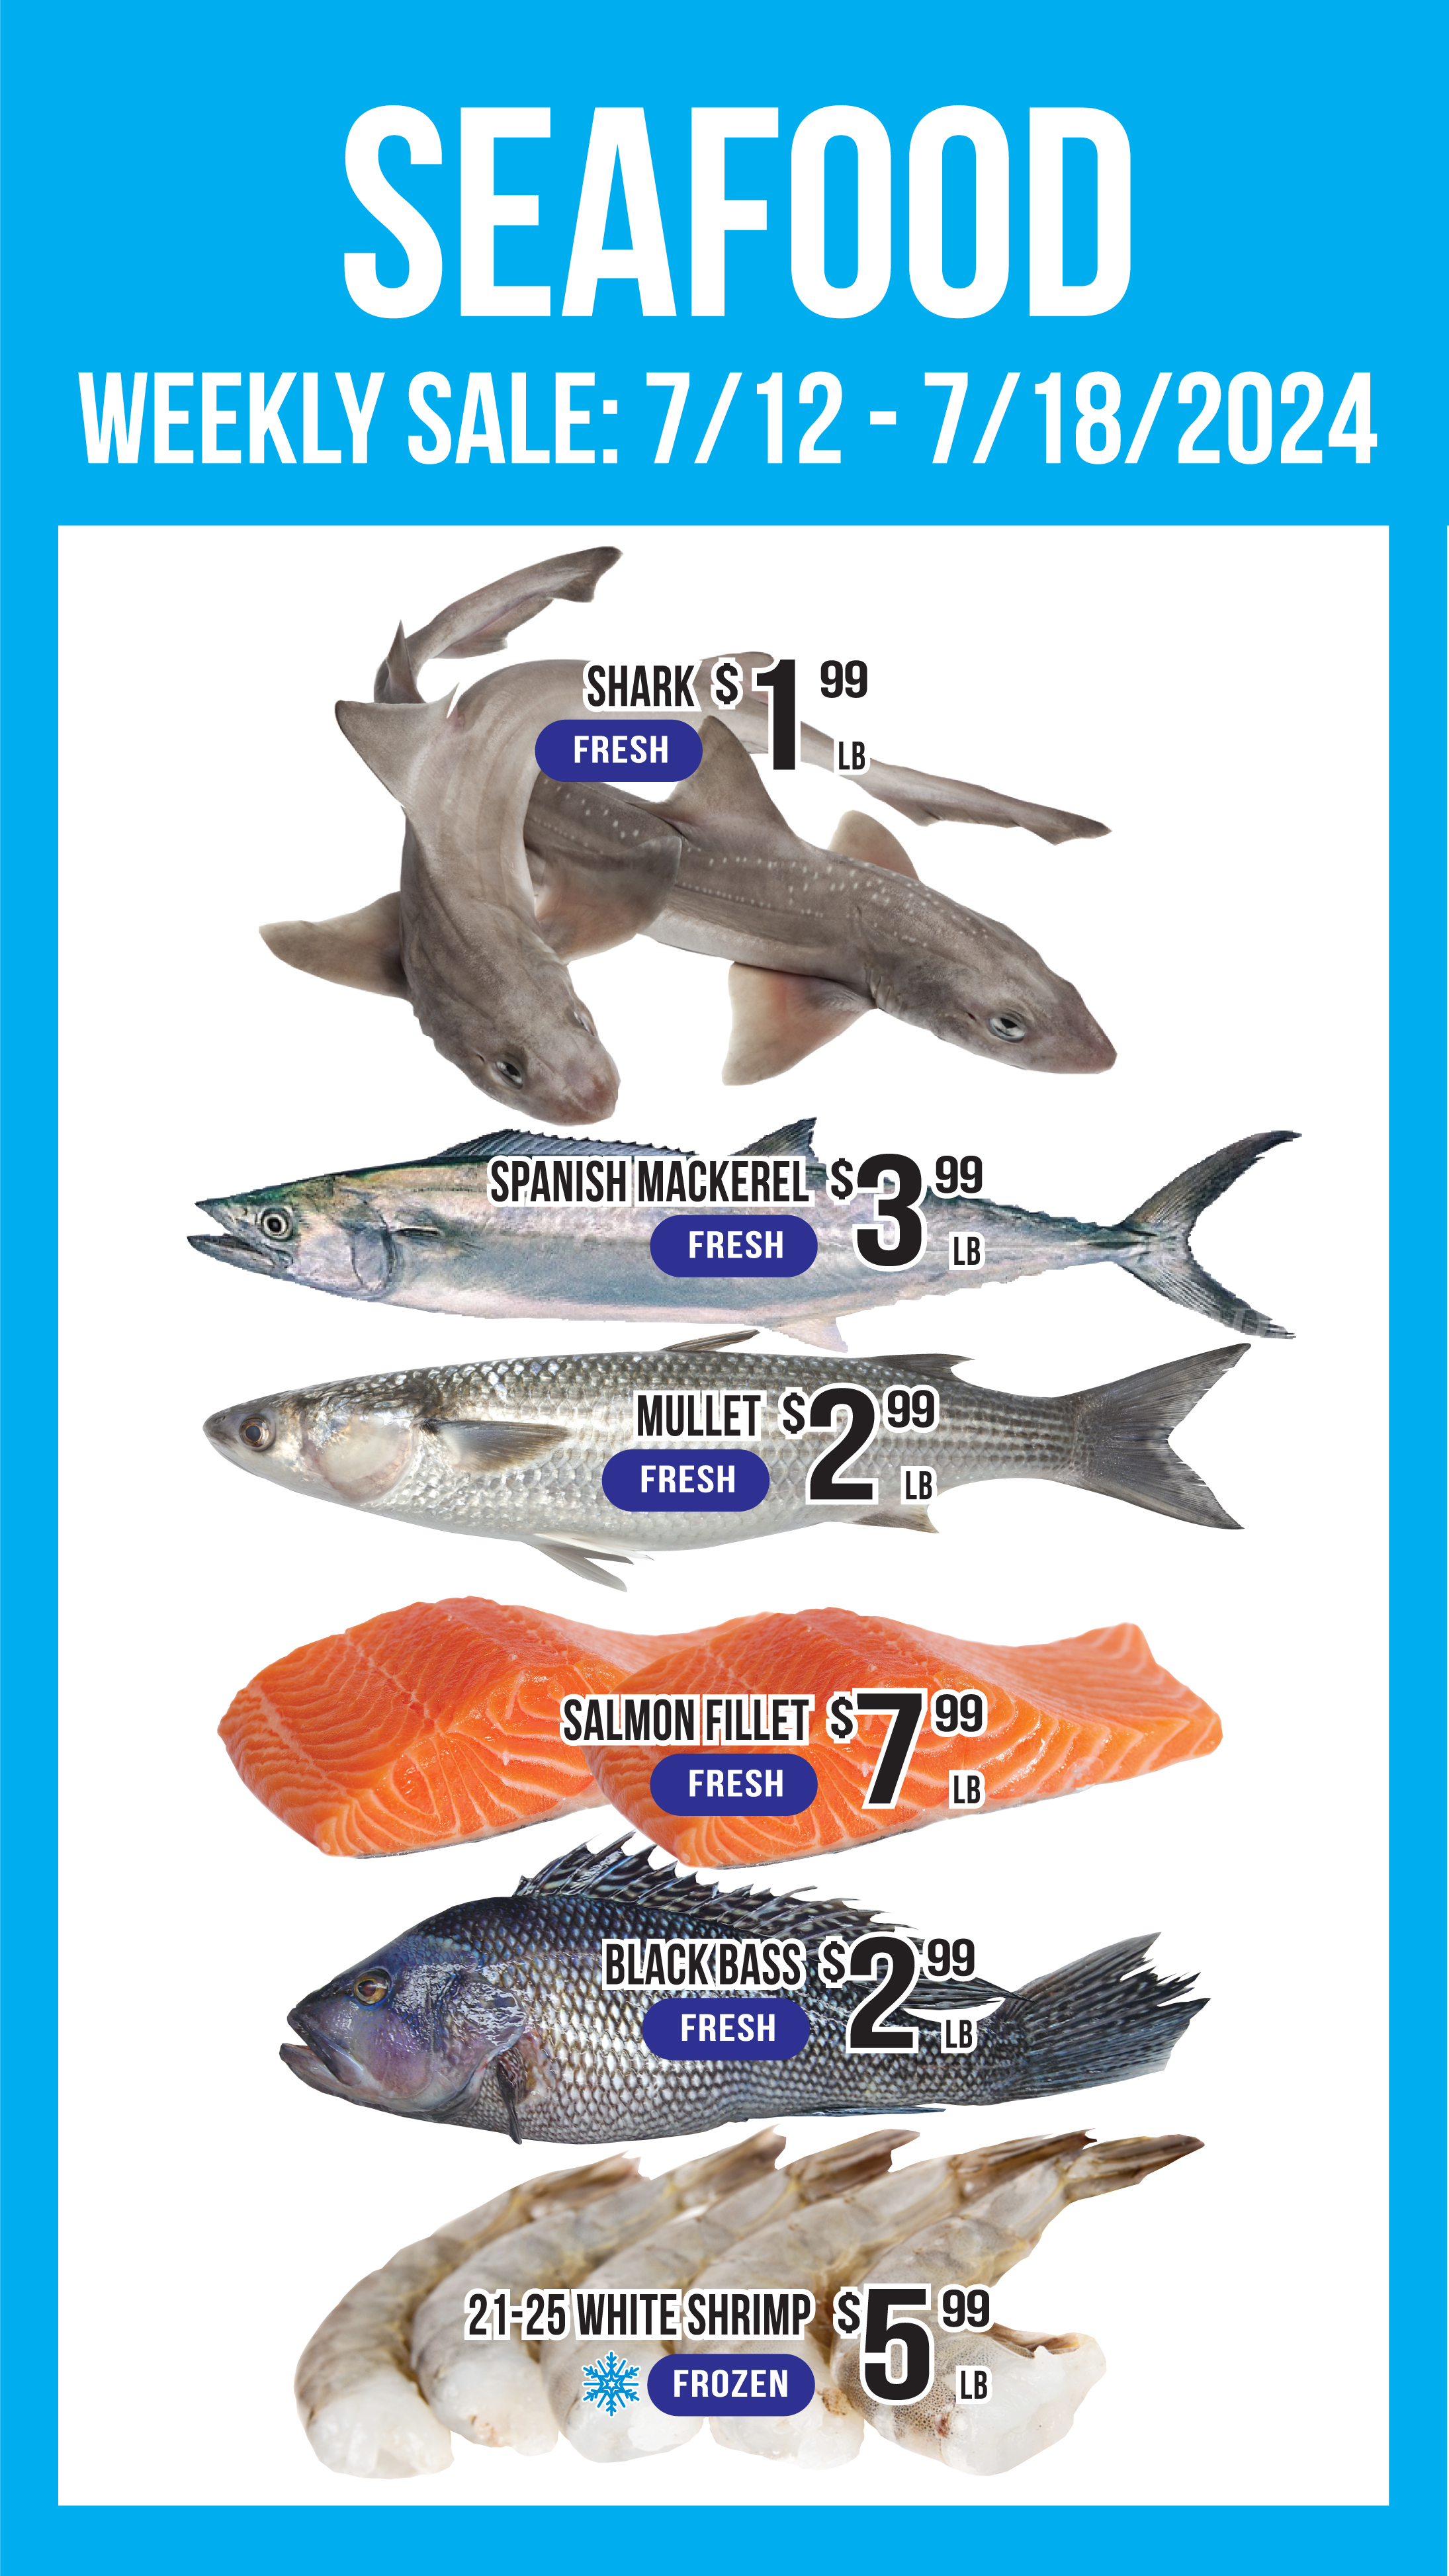 SEAFOOD
WEEKLY SALE: 7/12 - 7/18/2024
SHARK $1 99
FRESH LB
SPANISH MACKEREL $3 99
FRESH LB
MULLET $2 99
FRESH LB
SALMON FILLET $7 99
FRESH LB
BLACK BASS $2 99
FRESH LB
21-25 WHITE SHRIMP $5 99
FROZEN LB